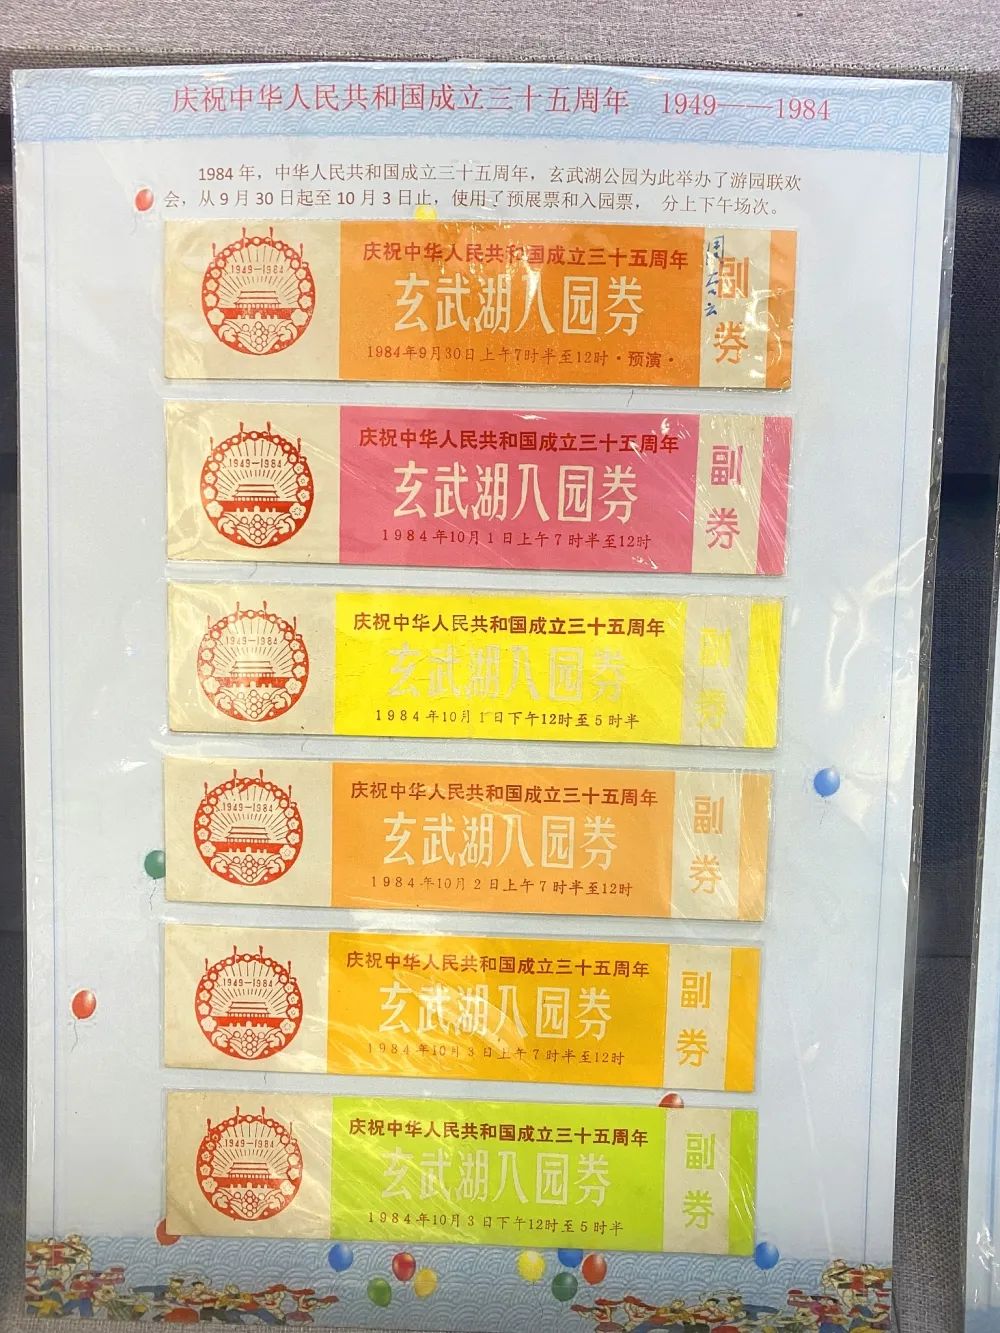 庆祝中华人民共和国成立三十五周年 1949——1984
1984 年，中华人民共和国成立三十五周年，玄武湖公园为此举办了游园联欢
会，从 9 月 30 日起至 10 月 3 日止，使用了预展票和入园票， 分上下午场次。
1949-1984
庆祝中华人民共和国成立三十五周年
玄武湖入园券
1984年9月30日上午7时半至12时·预演·
副券
1949-1984
庆祝中华人民共和国成立三十五周年
玄武湖入园券
1984年10月1日上午7时半至12时
副券
1949-1984
庆祝中华人民共和国成立三十五周年
玄武湖入园券
1984年10月1日下午12时至5时半
副券
1949-1984
庆祝中华人民共和国成立三十五周年
玄武湖入园券
1984年10月2日上午7时半至12时
副券
1949-1984
庆祝中华人民共和国成立三十五周年
玄武湖入园券
1984年10月3日上午7时半至12时
副券
1949-1984
庆祝中华人民共和国成立三十五周年
玄武湖入园券
1984年10月3日下午12时至5时半
副券